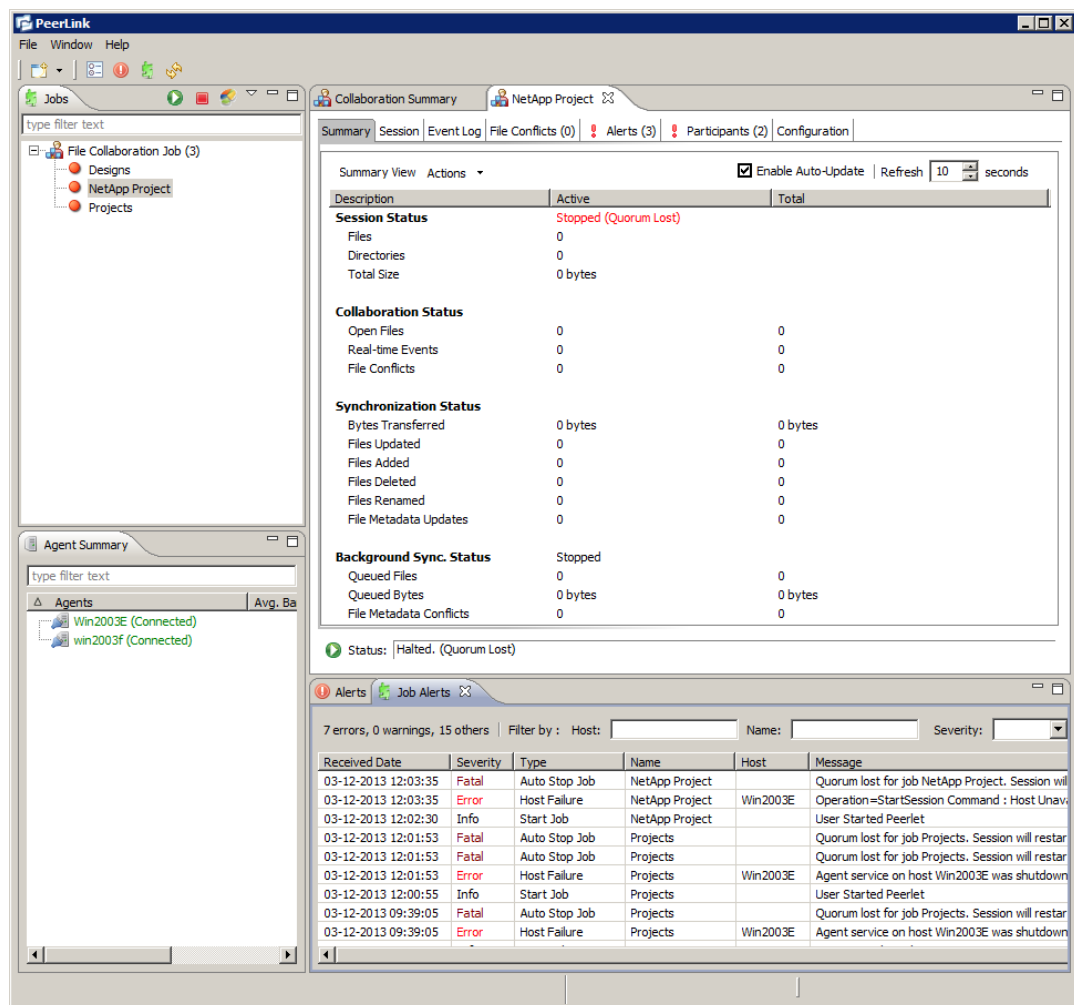 PeerLink
File Window Help
Jobs
type filter text
File Collaboration Job (3)
Designs
NetApp Project
Projects
Agent Summary
type filter text
Agents Avg. Ba
Win2003E (Connected)
win2003f (Connected)
Collaboration Summary NetApp Project
Summary Session Event Log File Conflicts (0) Alerts (3) Participants (2) Configuration
Summary View Actions Enable Auto-Update Refresh 10 seconds
Description Active Total
Session Status Stopped (Quorum Lost)
Files 0
Directories 0
Total Size 0 bytes
Collaboration Status
Open Files 0 0
Real-time Events 0 0
File Conflicts 0 0
Synchronization Status
Bytes Transferred 0 bytes 0 bytes
Files Updated 0 0
Files Added 0 0
Files Deleted 0 0
Files Renamed 0 0
File Metadata Updates 0 0
Background Sync. Status Stopped
Queued Files 0 0
Queued Bytes 0 bytes 0 bytes
File Metadata Conflicts 0 0
Status: Halted. (Quorum Lost)
Alerts Job Alerts
7 errors, 0 warnings, 15 others Filter by : Host: Name: Severity:
Received Date Severity Type Name Host Message
03-12-2013 12:03:35 Fatal Auto Stop Job NetApp Project Quorum lost for job NetApp Project. Session wil
03-12-2013 12:03:35 Error Host Failure NetApp Project Win2003E Operation=StartSession Command : Host Unav
03-12-2013 12:02:30 Info Start Job NetApp Project User Started Peerlet
03-12-2013 12:01:53 Fatal Auto Stop Job Projects Quorum lost for job Projects. Session will restar
03-12-2013 12:01:53 Fatal Auto Stop Job Projects Quorum lost for job Projects. Session will restar
03-12-2013 12:01:53 Error Host Failure Projects Win2003E Agent service on host Win2003E was shutdown
03-12-2013 12:00:55 Info Start Job Projects User Started Peerlet
03-12-2013 09:39:05 Fatal Auto Stop Job Projects Quorum lost for job Projects. Session will restar
03-12-2013 09:39:05 Error Host Failure Projects Win2003E Agent service on host Win2003E was shutdown